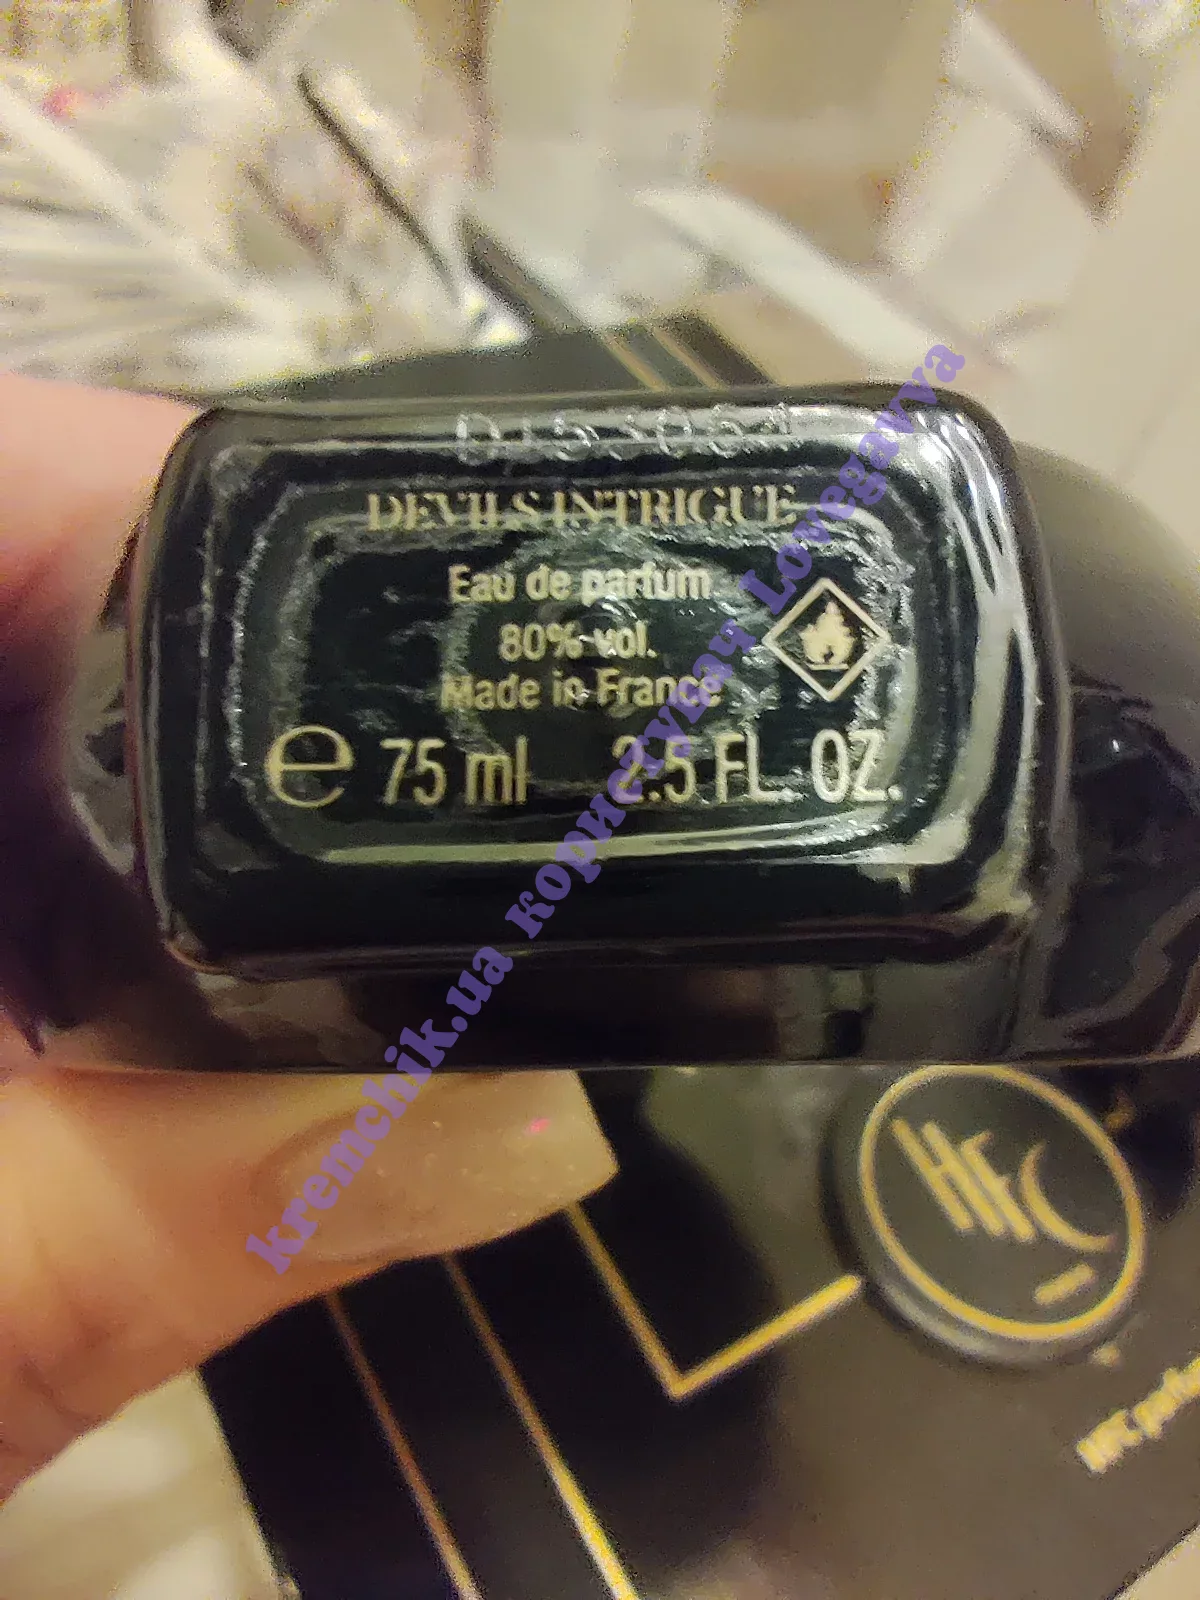 DEVILS INTRIGUE
Eau de parfum
80% vol.
Made in France
e 75 ml 2.5 FL. OZ.
HFC
kremchik.ua користувач Lovegavva